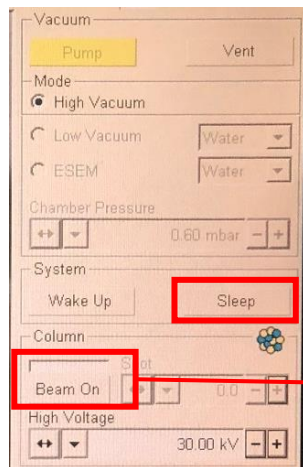 Vacuum
Pump Vent
Mode
High Vacuum
Low Vacuum Water
ESEM Water
Chamber Pressure
0.60 mbar - +
System
Wake Up Sleep
Column
Spot
Beam On 0.0 - +
High Voltage
30.00 kV - +